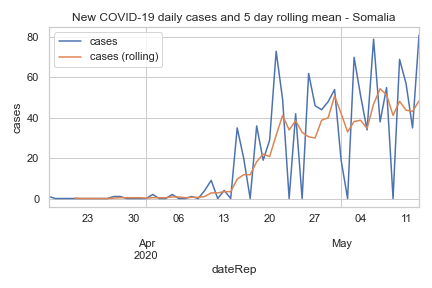 New COVID-19 daily cases and 5 day rolling mean - Somalia
cases
cases (rolling)
80
60
40
20
0
cases
23
30
06
13
20
27
04
11
Apr
2020
May
dateRep